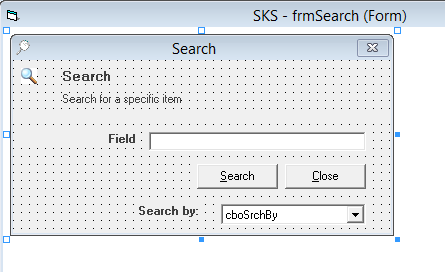 SKS - frmSearch (Form)
Search
Search
Search for a specific item
Field
Search Close
Search by: cboSrchBy